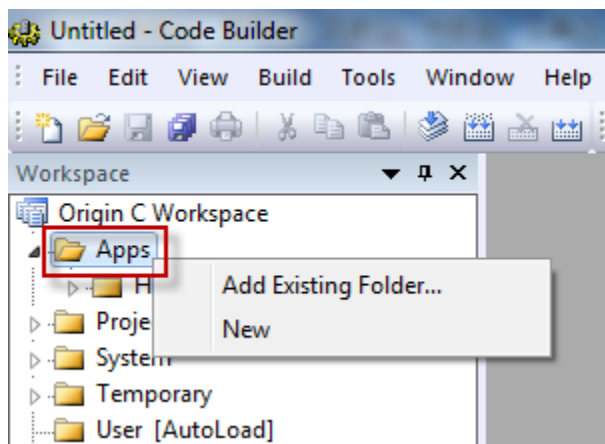 Untitled - Code Builder
File Edit View Build Tools Window Help
Workspace
Origin C Workspace
Apps
H
Add Existing Folder...
Proje
New
System
Temporary
User [AutoLoad]